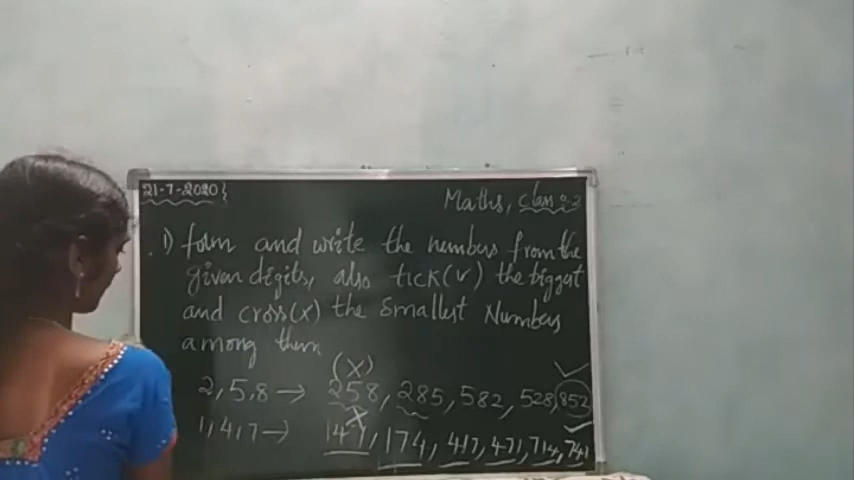 21-7-2020}
Maths, Class:2
1) form and write the numbers from the
given digits, also tick(✓) the biggest
and cross(x) the smallest Numbers
among them
(x) ✓
2,5,8 → 258, 285, 582, 528, 852
x ✓
1,4,7 → 147, 174, 417, 471, 714, 741